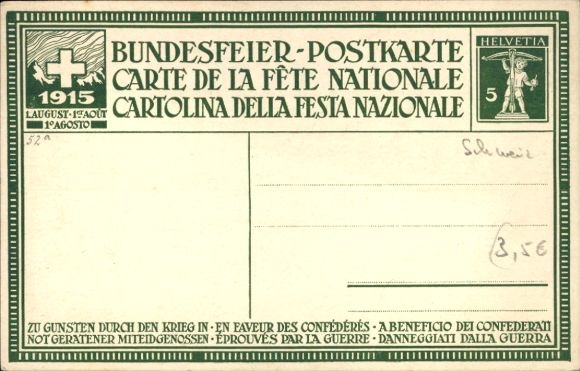 BUNDESFEIER-POSTKARTE
CARTE DE LA FÊTE NATIONALE
CARTOLINA DELLA FESTA NAZIONALE
1915
1. AUGUST · 1ER AOÛT
1O AGOSTO
HELVETIA
5
52a
Schweiz
3,5€
ZU GUNSTEN DURCH DEN KRIEG IN · EN FAVEUR DES CONFÉDÉRÉS · A BENEFICIO DEI CONFEDERATI
NOT GERATENER MITEIDGENOSSEN · ÉPROUVÉS PAR LA GUERRE · DANNEGGIATI DALLA GUERRA